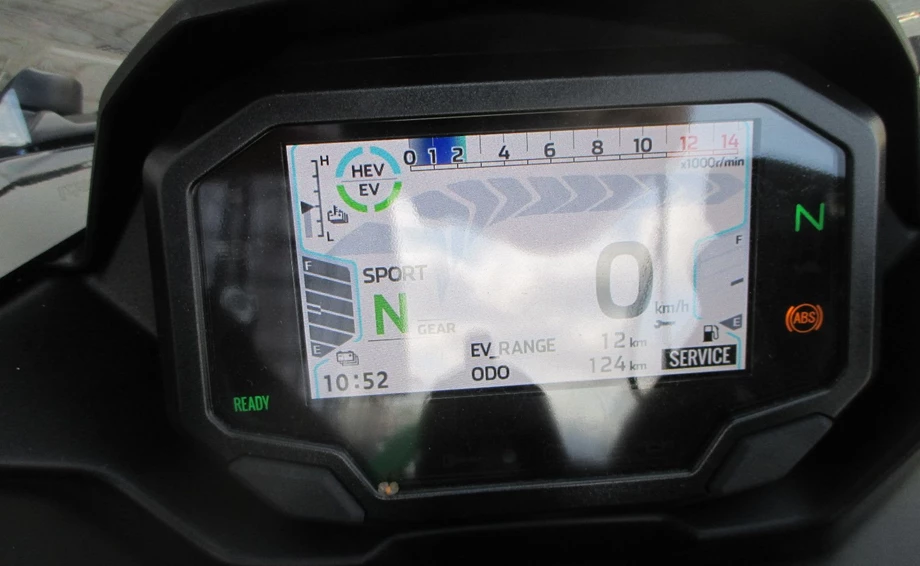 H
HEV
EV
L
0 1 2 4 6 8 10 12 14
x1000r/min
N
F
SPORT
N
GEAR
0
km/h
F
ABS
E
E
EV_RANGE 12 km
ODO 124 km
SERVICE
10:52
READY